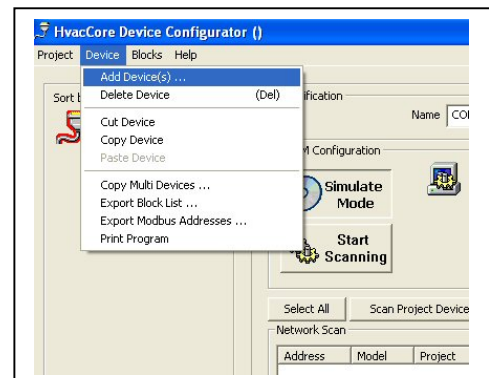 HvacCore Device Configurator ()
Project Device Blocks Help
Add Device(s) ...
Delete Device (Del)
Cut Device
Copy Device
Paste Device
Copy Multi Devices ...
Export Block List ...
Export Modbus Addresses ...
Print Program
Sort
Name
Configuration
Simulate
Mode
Start
Scanning
Select All Scan Project Device
Network Scan
Address Model Project